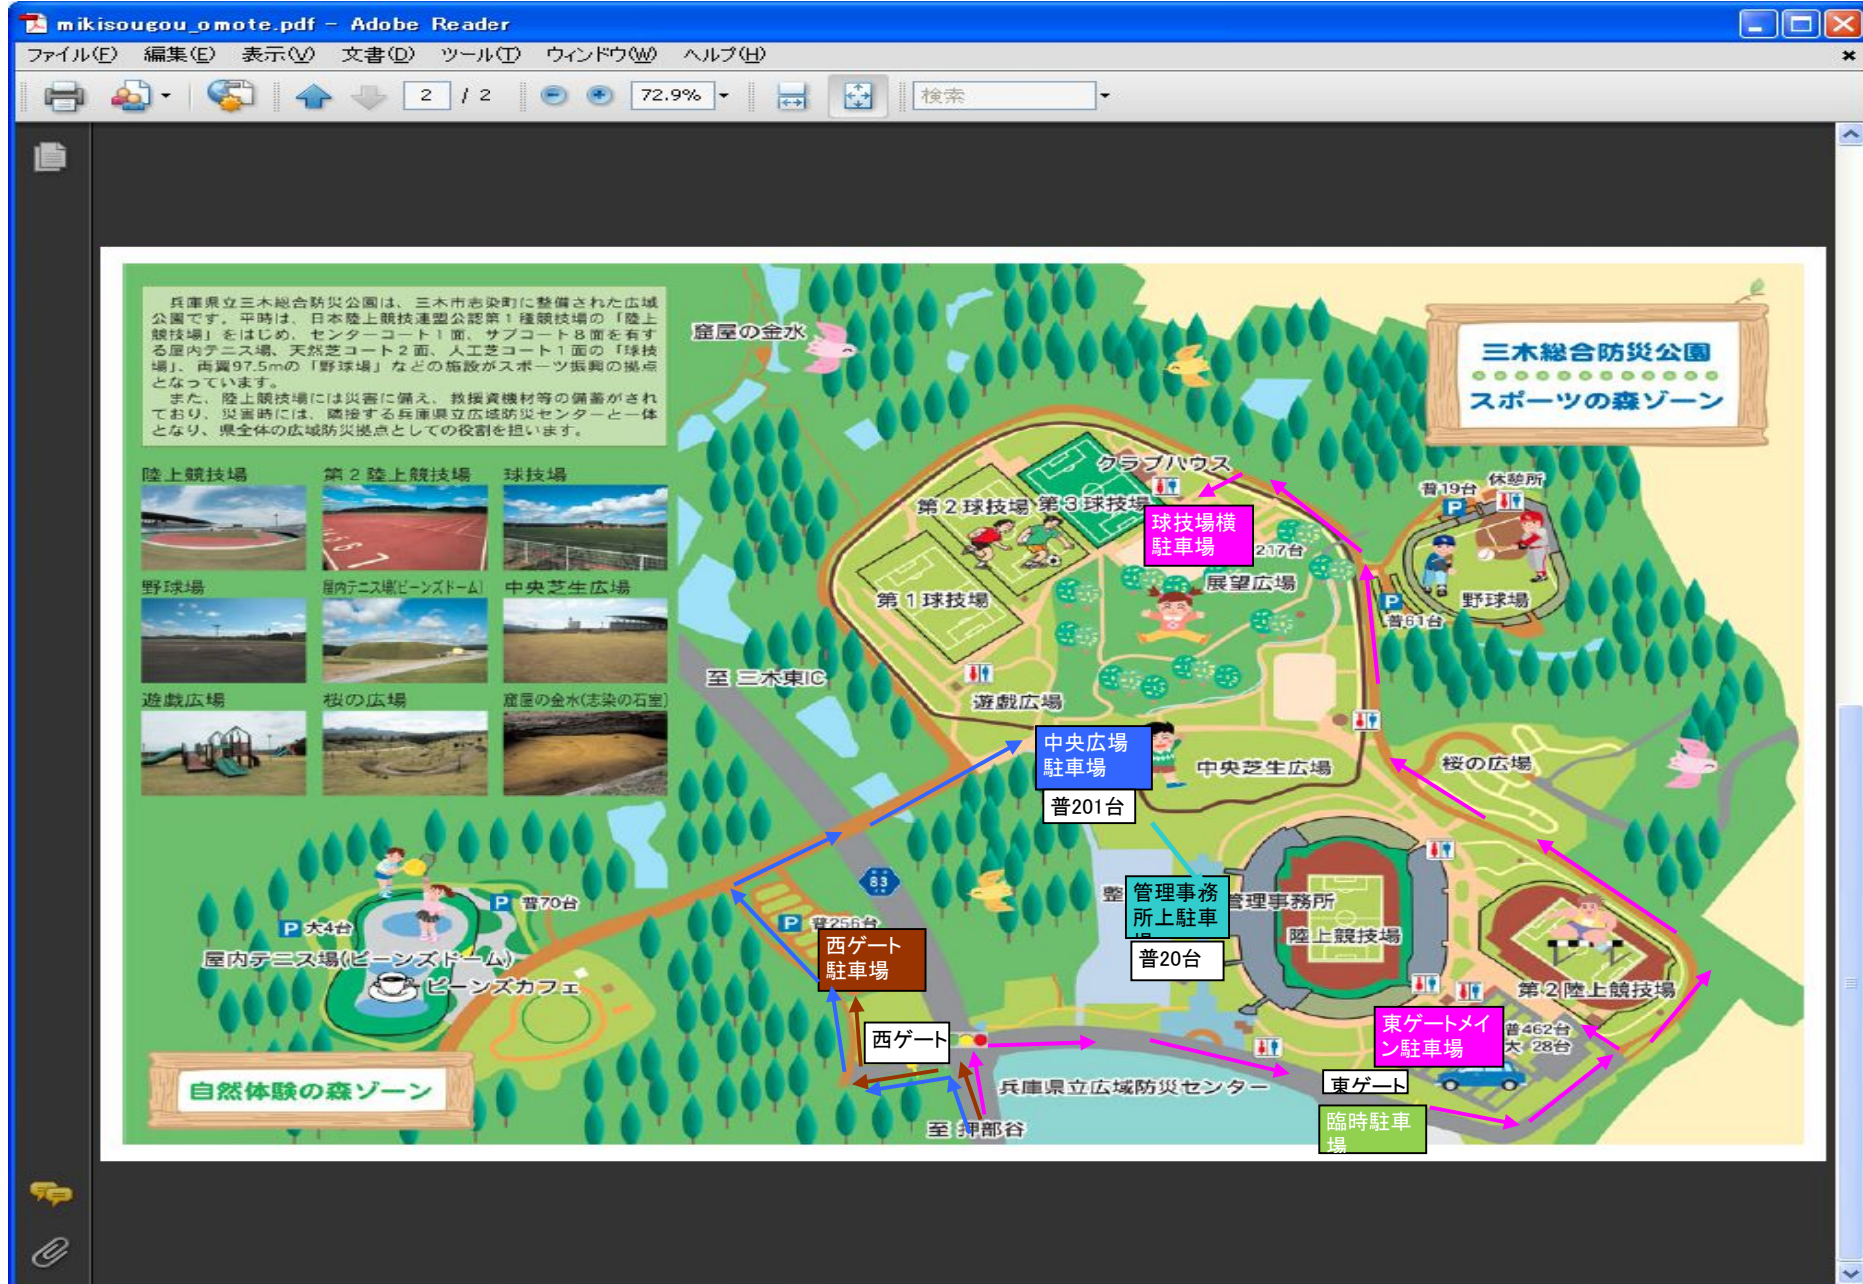 mikisougou_omote.pdf - Adobe Reader
ファイル(F) 編集(E) 表示(V) 文書(D) ツール(T) ウィンドウ(W) ヘルプ(H)
2 / 2 72.9% 検索
兵庫県立三木総合防災公園は、三木市志染町に整備された広域
公園です。平時は、日本陸上競技連盟公認第1種競技場の「陸上
競技場」をはじめ、センターコート1面、サブコート8面を有す
る屋内テニス場、天然芝コート2面、人工芝コート1面の「球技
場」、両翼97.5mの「野球場」などの施設がスポーツ振興の拠点
となっています。
また、陸上競技場には災害に備え、救援資機材等の備蓄がされ
ており、災害時には、隣接する兵庫県立広域防災センターと一体
となり、県全体の広域防災拠点としての役割を担います。
陸上競技場 第2陸上競技場 球技場
野球場 屋内テニス場(ビーンズドーム) 中央芝生広場
遊戯広場 桜の広場 窟屋の金水(志染の石室)
窟屋の金水
三木総合防災公園
スポーツの森ゾーン
クラブハウス
第2球技場
第3球技場
球技場横
駐車場
217台
普19台
休憩所
P
野球場
P
普61台
展望広場
第1球技場
至 三木東IC
遊戯広場
中央広場
駐車場
普201台
中央芝生広場
桜の広場
83
P 普70台
P 大4台
屋内テニス場(ビーンズドーム)
ビーンズカフェ
P 普256台
西ゲート
駐車場
整
管理事務
所上駐車
場
普20台
管理事務所
陸上競技場
第2陸上競技場
西ゲート
東ゲートメイ
ン駐車場
普462台
大 28台
東ゲート
臨時駐車
場
兵庫県立広域防災センター
至 押部谷
自然体験の森ゾーン